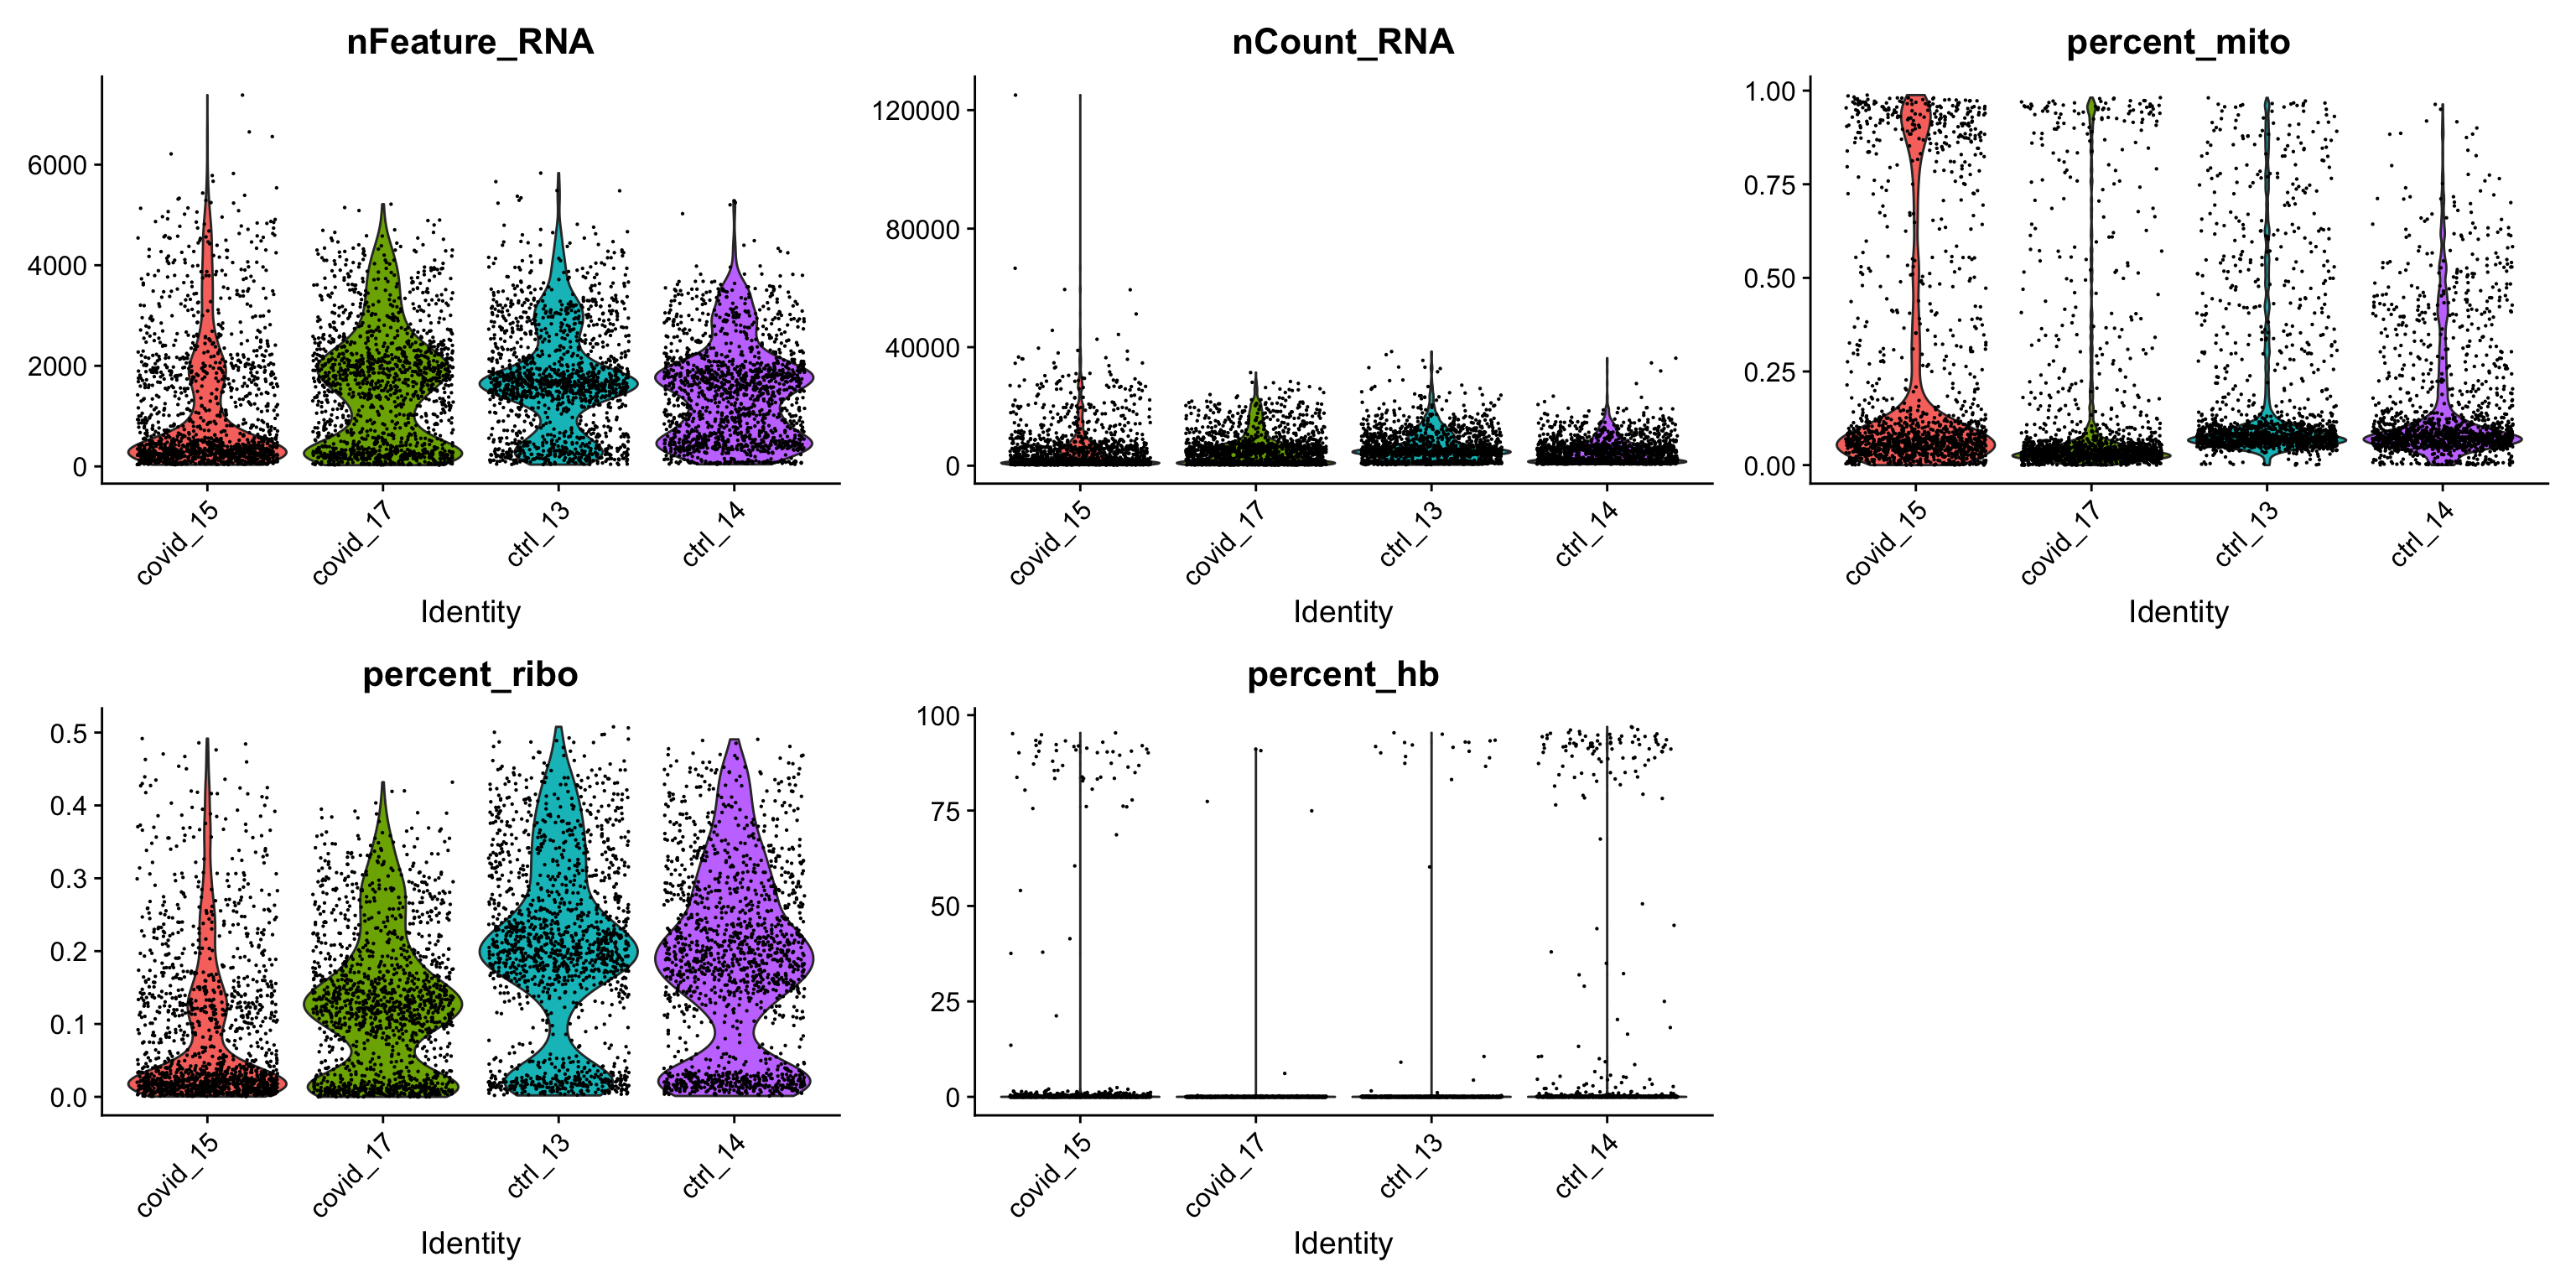 nFeature_RNA
6000
4000
2000
0
covid_15
covid_17
ctrl_13
ctrl_14
Identity
nCount_RNA
120000
80000
40000
0
covid_15
covid_17
ctrl_13
ctrl_14
Identity
percent_mito
1.00
0.75
0.50
0.25
0.00
covid_15
covid_17
ctrl_13
ctrl_14
Identity
percent_ribo
0.5
0.4
0.3
0.2
0.1
0.0
covid_15
covid_17
ctrl_13
ctrl_14
Identity
percent_hb
100
75
50
25
0
covid_15
covid_17
ctrl_13
ctrl_14
Identity